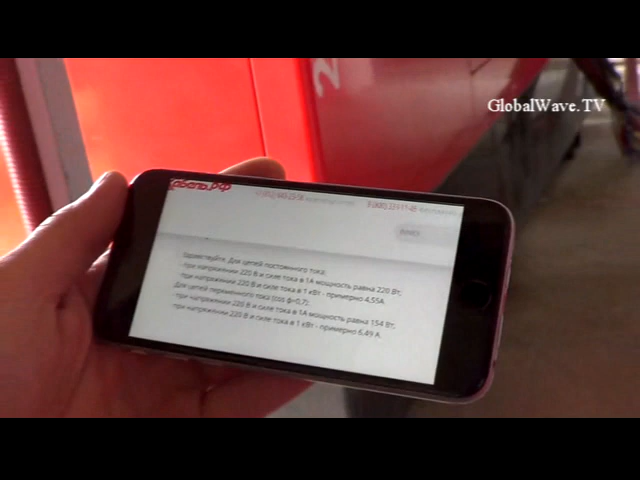 GlobalWave.TV
2
Здравствуйте. Для цепей постоянного тока:
при напряжении 220 В и силе тока в 1А мощность равна 220 Вт;
при напряжении 220 В и силе тока в 1 кВт - примерно 4,55А.
Для цепей переменного тока (cos ф=0,7):
при напряжении 220 В и силе тока в 1А мощность равна 154 Вт;
при напряжении 220 В и силе тока в 1 кВт - примерно 6,49 А.